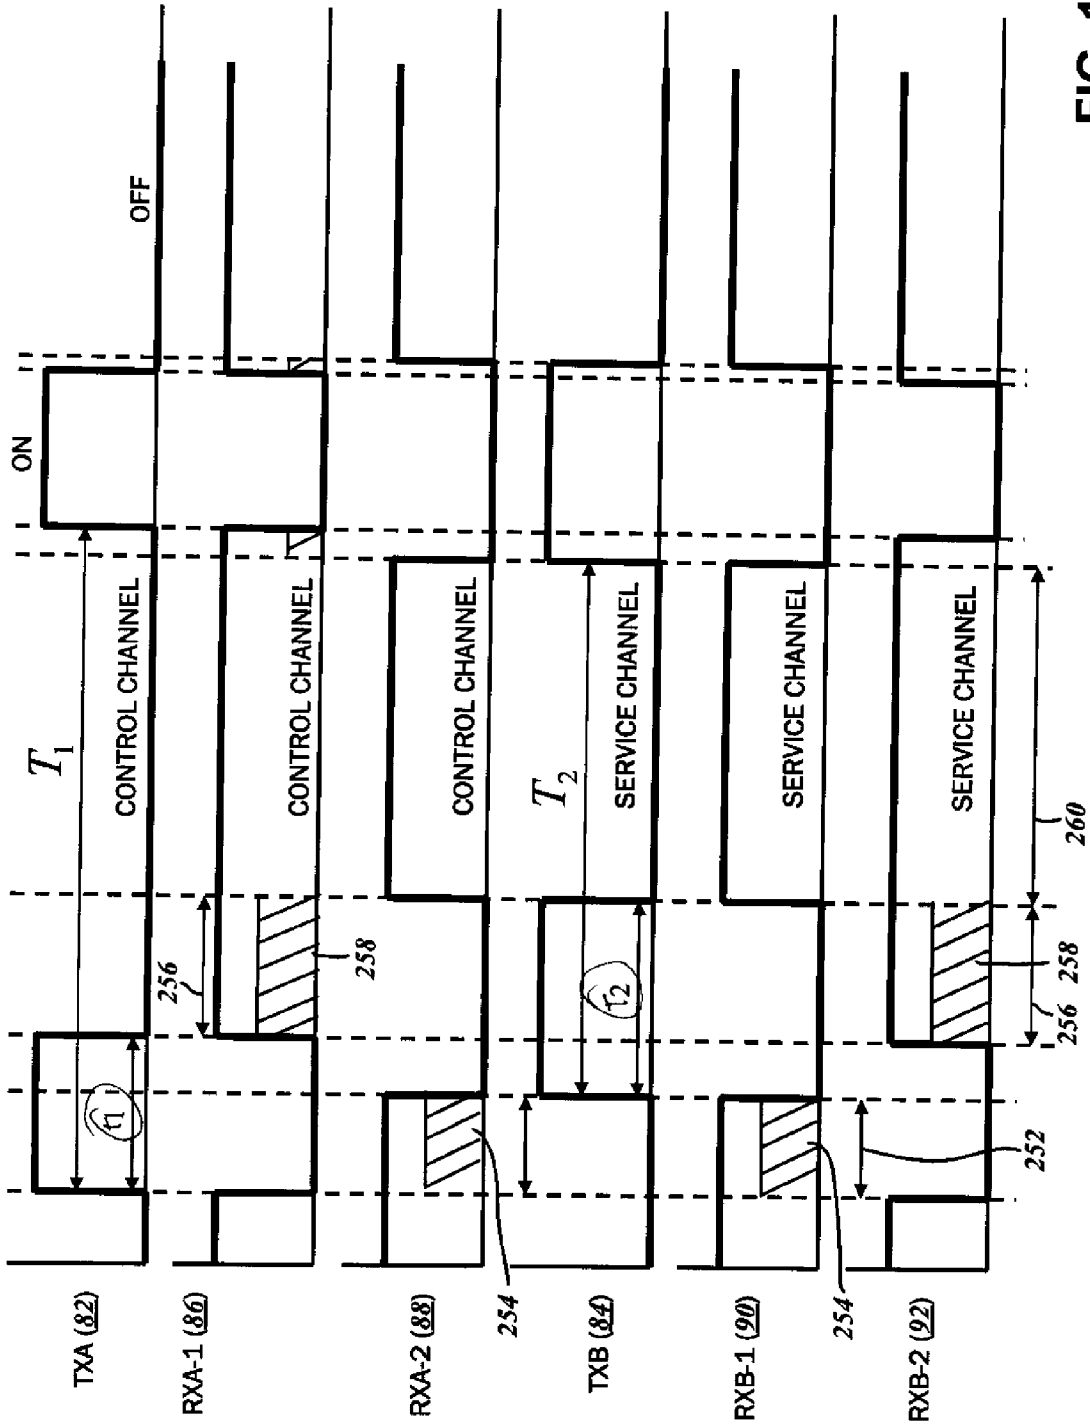 ON
OFF
TXA (82)
T1
t1
CONTROL CHANNEL
RXA-1 (86)
256
258
CONTROL CHANNEL
RXA-2 (88)
254
CONTROL CHANNEL
TXB (84)
T2
SERVICE CHANNEL
RXB-1 (90)
254
SERVICE CHANNEL
RXB-2 (92)
252
256
258
260
SERVICE CHANNEL